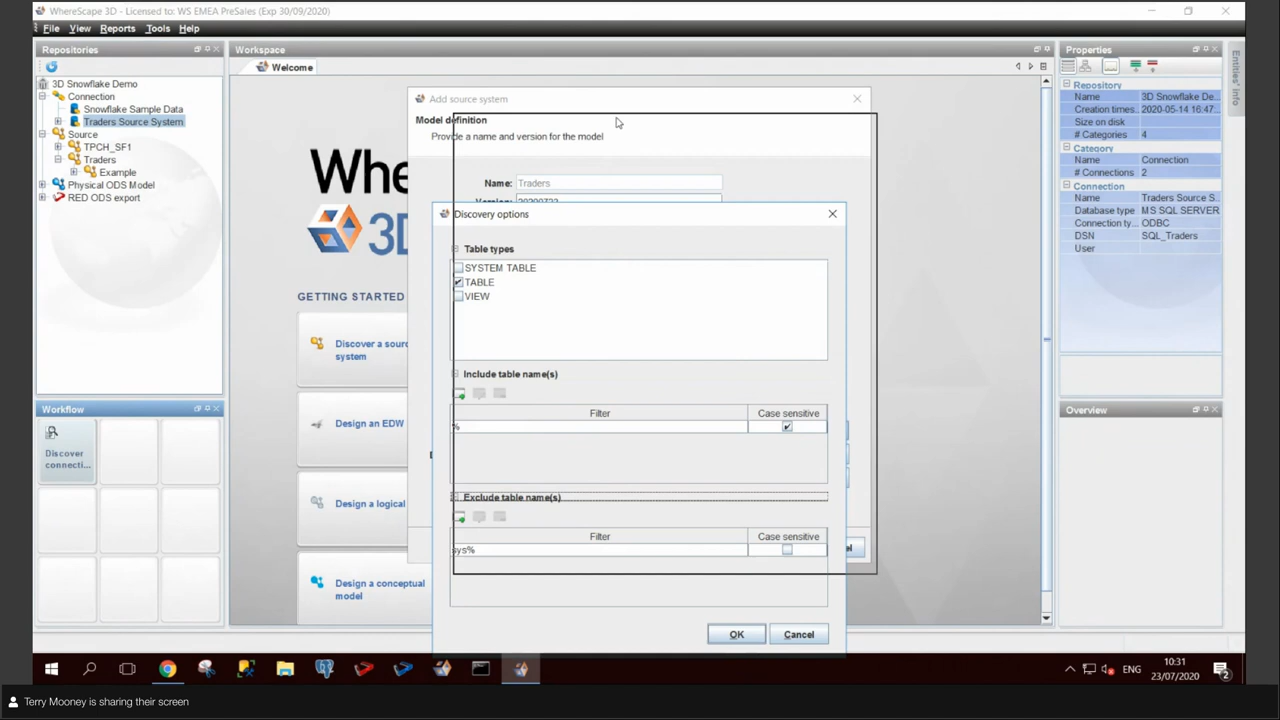 WhereScape 3D - Licensed to: WS EMEA PreSales (Exp 30/09/2020)
File View Reports Tools Help
Repositories
3D Snowflake Demo
Connection
Snowflake Sample Data
Traders Source System
Source
TPCH_SF1
Traders
Example
Physical ODS Model
RED ODS export
Workflow
Discover
connecti...
Workspace
Welcome
Whe
3D
GETTING STARTED
Discover a sour
system
Design an EDW
Design a logical
Design a conceptual
model
Add source system
Model definition
Provide a name and version for the model
Name: Traders
Discovery options
Table types
SYSTEM TABLE
TABLE
VIEW
Include table name(s)
Filter Case sensitive
%
Exclude table name(s)
Filter Case sensitive
sys%
OK Cancel
Properties
Repository
Name 3D Snowflake De...
Creation times 2020-05-14 16:47...
Size on disk
# Categories 4
Category
Name Connection
# Connections 2
Connection
Name Traders Source S...
Database type MS SQL SERVER
Connection ty... ODBC
DSN SQL_Traders
User
Overview
Entities' info
ENG
10:31
23/07/2020
2
Terry Mooney is sharing their screen